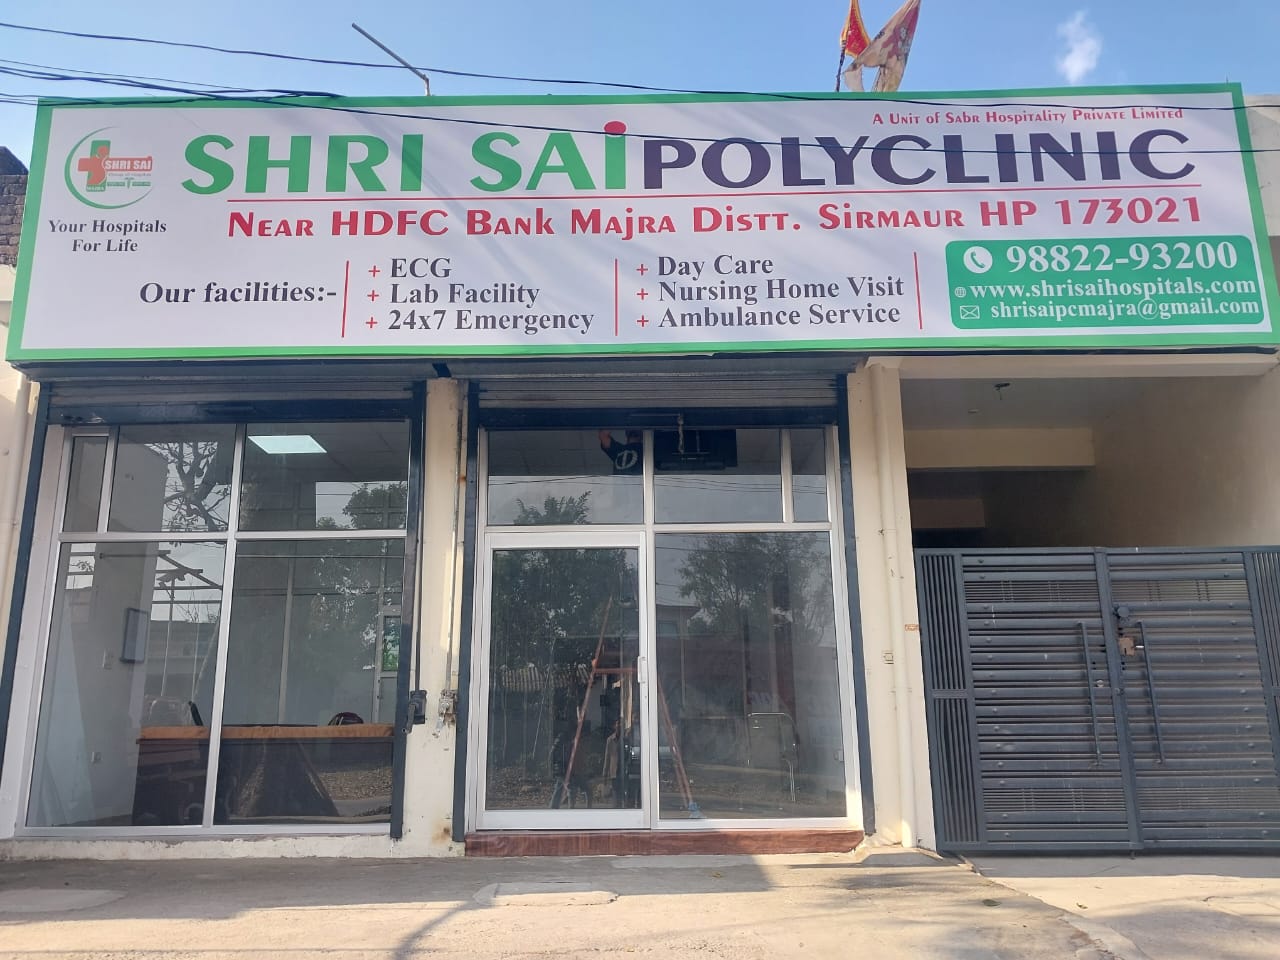 A Unit of Sabr Hospitality Private Limited
SHRI SAI POLYCLINIC
SHRI SAI
MAJRA
Your Hospitals
For Life
Near HDFC Bank Majra Distt. Sirmaur HP 173021
Our facilities:-
+ ECG
+ Lab Facility
+ 24x7 Emergency
+ Day Care
+ Nursing Home Visit
+ Ambulance Service
98822-93200
www.shrisaihospitals.com
shrisaipcmajra@gmail.com
D